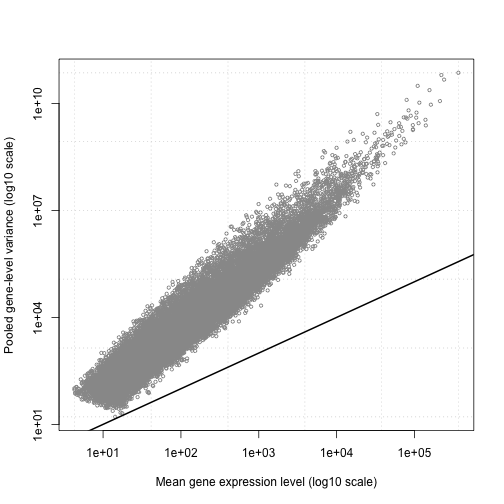 Pooled gene-level variance (log10 scale)
1e+10
1e+07
1e+04
1e+01
1e+01 1e+02 1e+03 1e+04 1e+05
Mean gene expression level (log10 scale)